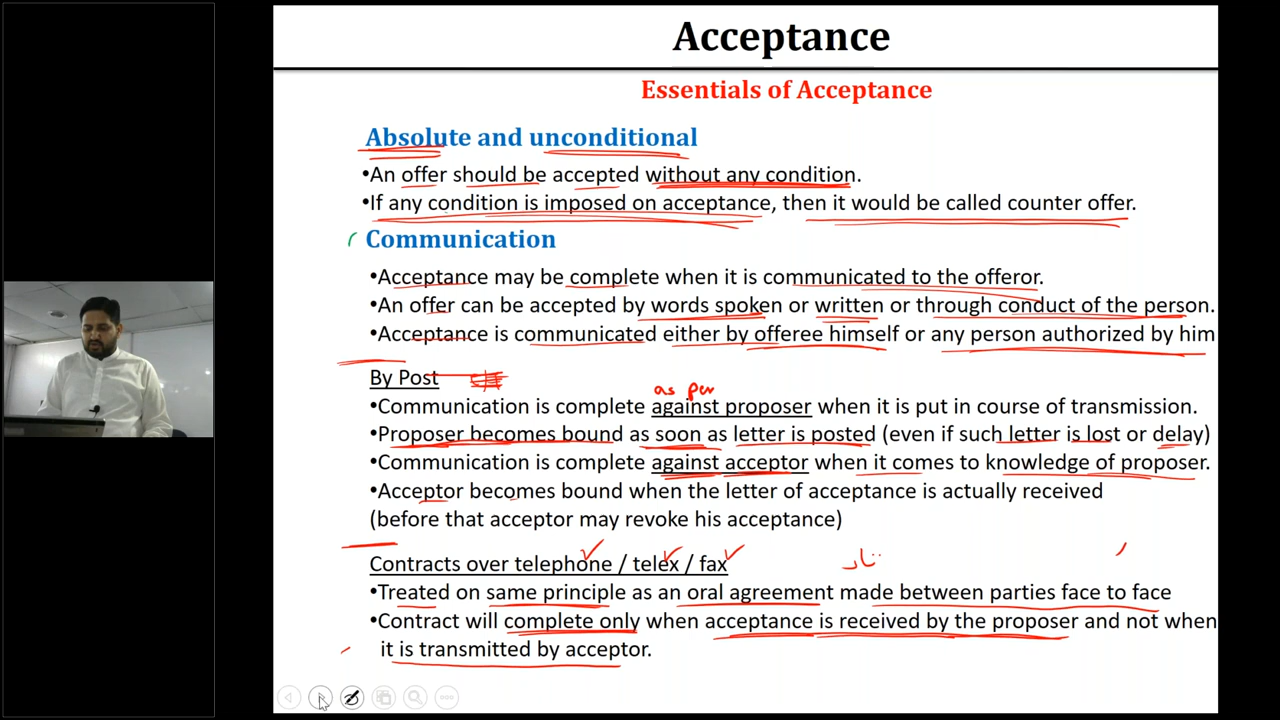 Acceptance
Essentials of Acceptance
Absolute and unconditional
•An offer should be accepted without any condition.
•If any condition is imposed on acceptance, then it would be called counter offer.
Communication
•Acceptance may be complete when it is communicated to the offeror.
•An offer can be accepted by words spoken or written or through conduct of the person.
•Acceptance is communicated either by offeree himself or any person authorized by him
By Post
as per
•Communication is complete against proposer when it is put in course of transmission.
•Proposer becomes bound as soon as letter is posted (even if such letter is lost or delay)
•Communication is complete against acceptor when it comes to knowledge of proposer.
•Acceptor becomes bound when the letter of acceptance is actually received
(before that acceptor may revoke his acceptance)
Contracts over telephone / telex / fax
•Treated on same principle as an oral agreement made between parties face to face
•Contract will complete only when acceptance is received by the proposer and not when
it is transmitted by acceptor.